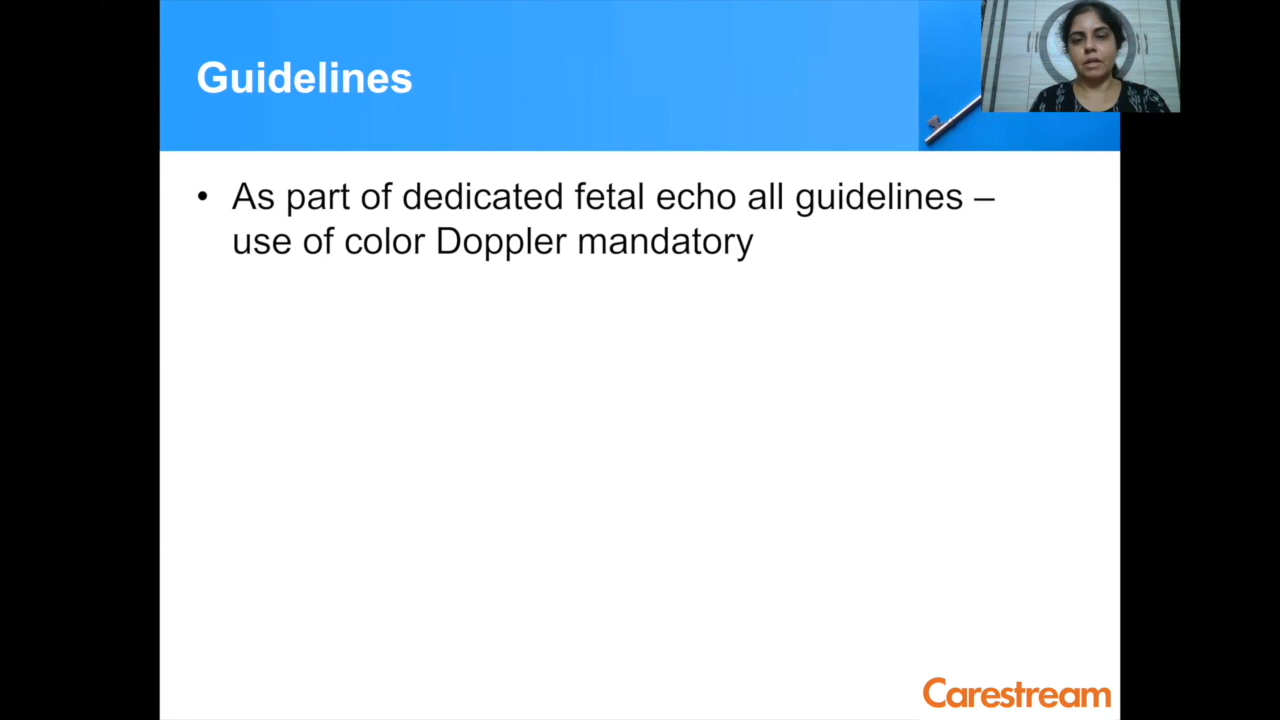 Guidelines
• As part of dedicated fetal echo all guidelines –
use of color Doppler mandatory
Carestream